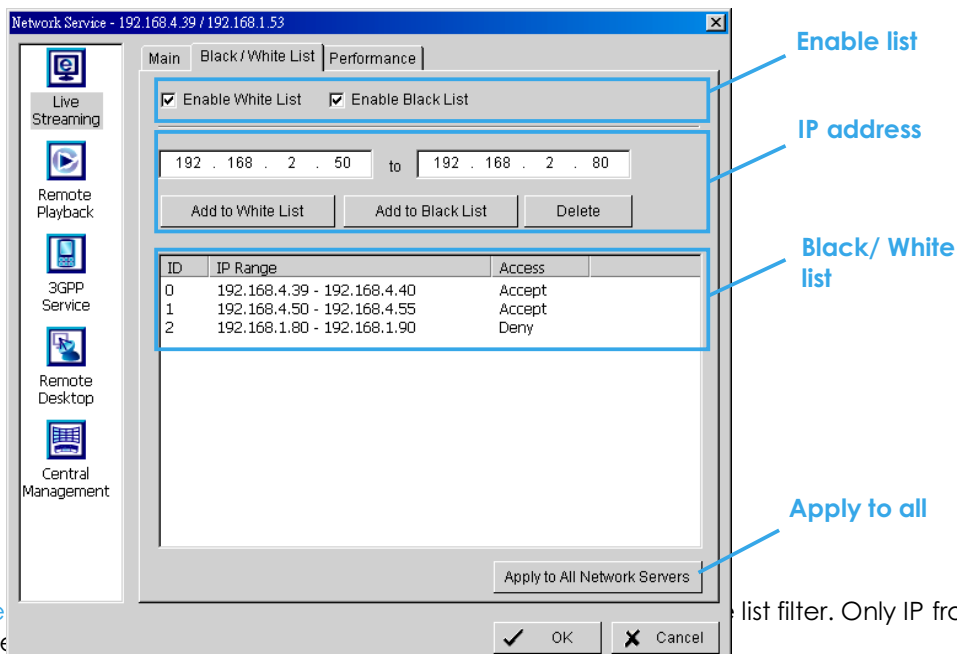 Network Service - 192.168.4.39 / 192.168.1.53
Live
Streaming
Remote
Playback
3GPP
Service
Remote
Desktop
Central
Management
Main Black / White List Performance
Enable White List Enable Black List
192 . 168 . 2 . 50 to 192 . 168 . 2 . 80
Add to White List Add to Black List Delete
ID IP Range Access
0 192.168.4.39 - 192.168.4.40 Accept
1 192.168.4.50 - 192.168.4.55 Accept
2 192.168.1.80 - 192.168.1.90 Deny
Apply to All Network Servers
OK Cancel
Enable list
IP address
Black/ White
list
Apply to all
list filter. Only IP